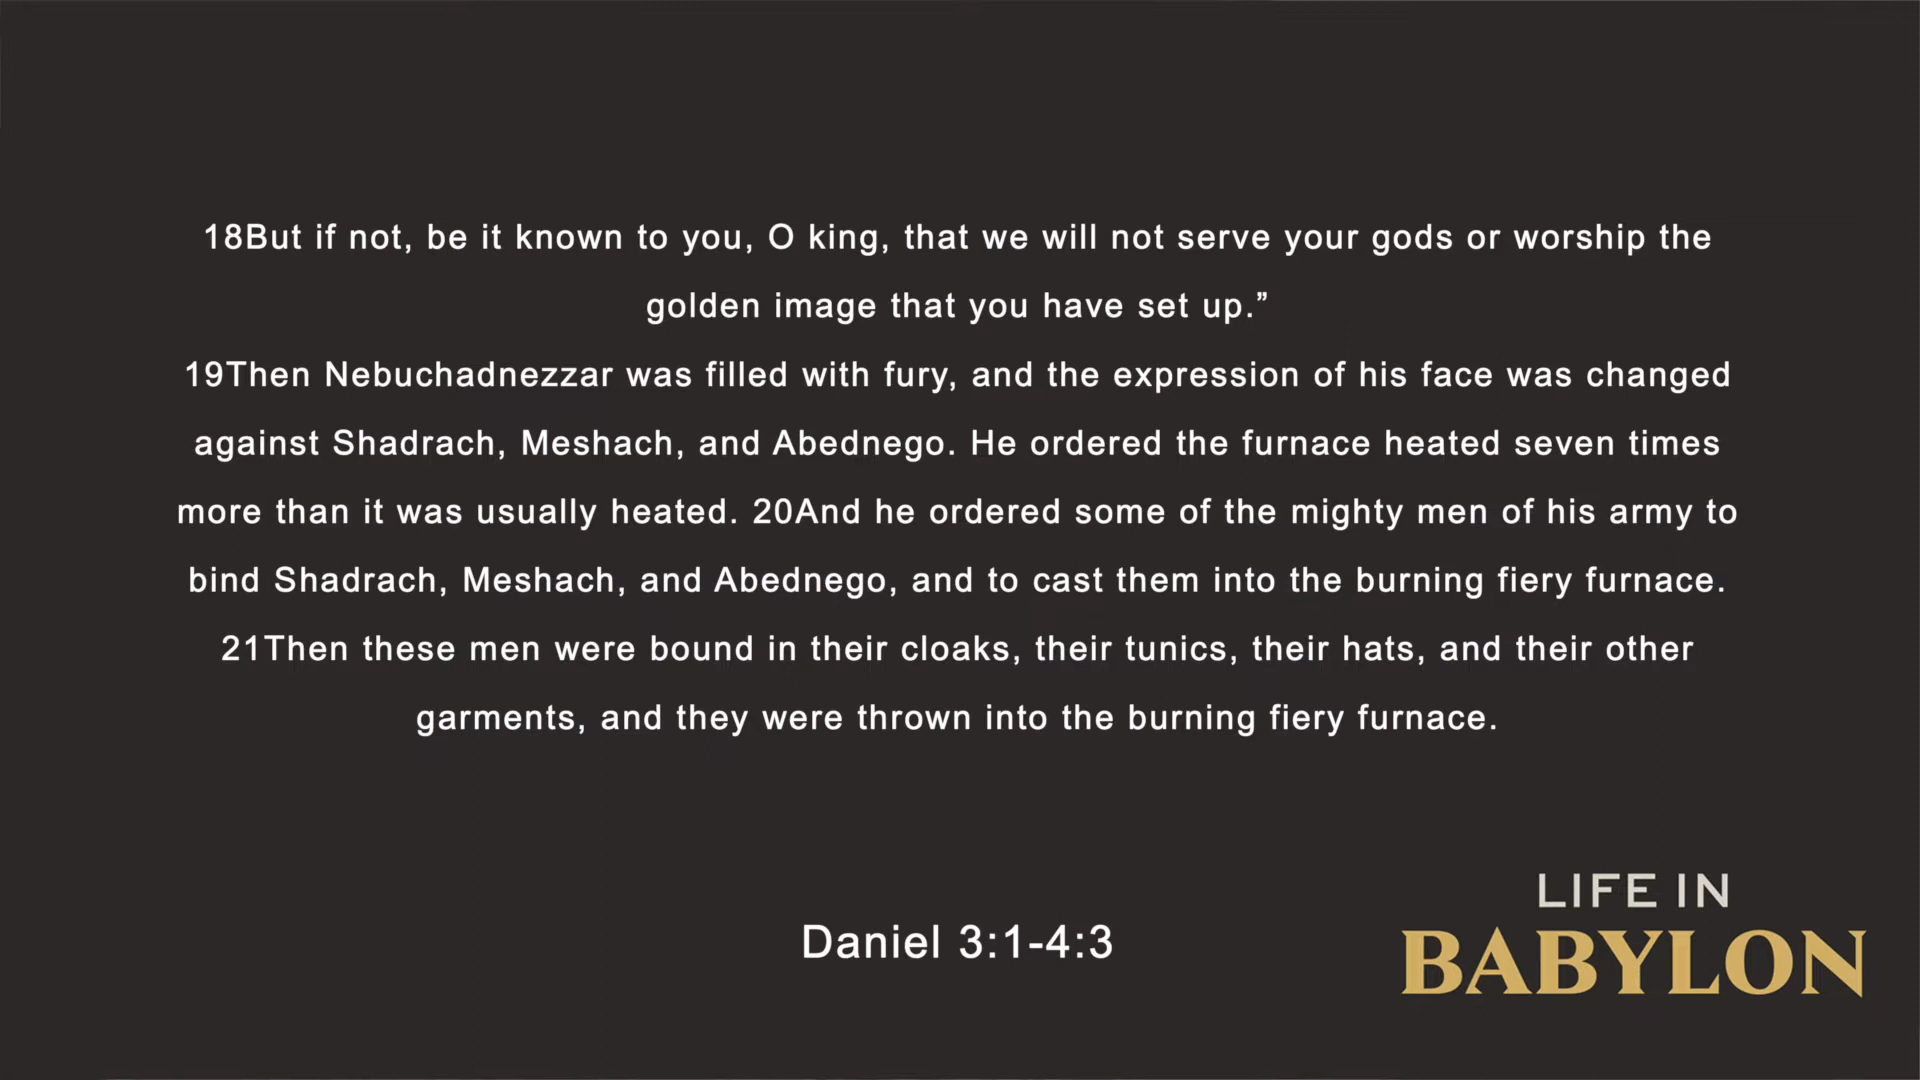 18But if not, be it known to you, O king, that we will not serve your gods or worship the
golden image that you have set up.”
19Then Nebuchadnezzar was filled with fury, and the expression of his face was changed
against Shadrach, Meshach, and Abednego. He ordered the furnace heated seven times
more than it was usually heated. 20And he ordered some of the mighty men of his army to
bind Shadrach, Meshach, and Abednego, and to cast them into the burning fiery furnace.
21Then these men were bound in their cloaks, their tunics, their hats, and their other
garments, and they were thrown into the burning fiery furnace.
Daniel 3:1-4:3
LIFE IN
BABYLON